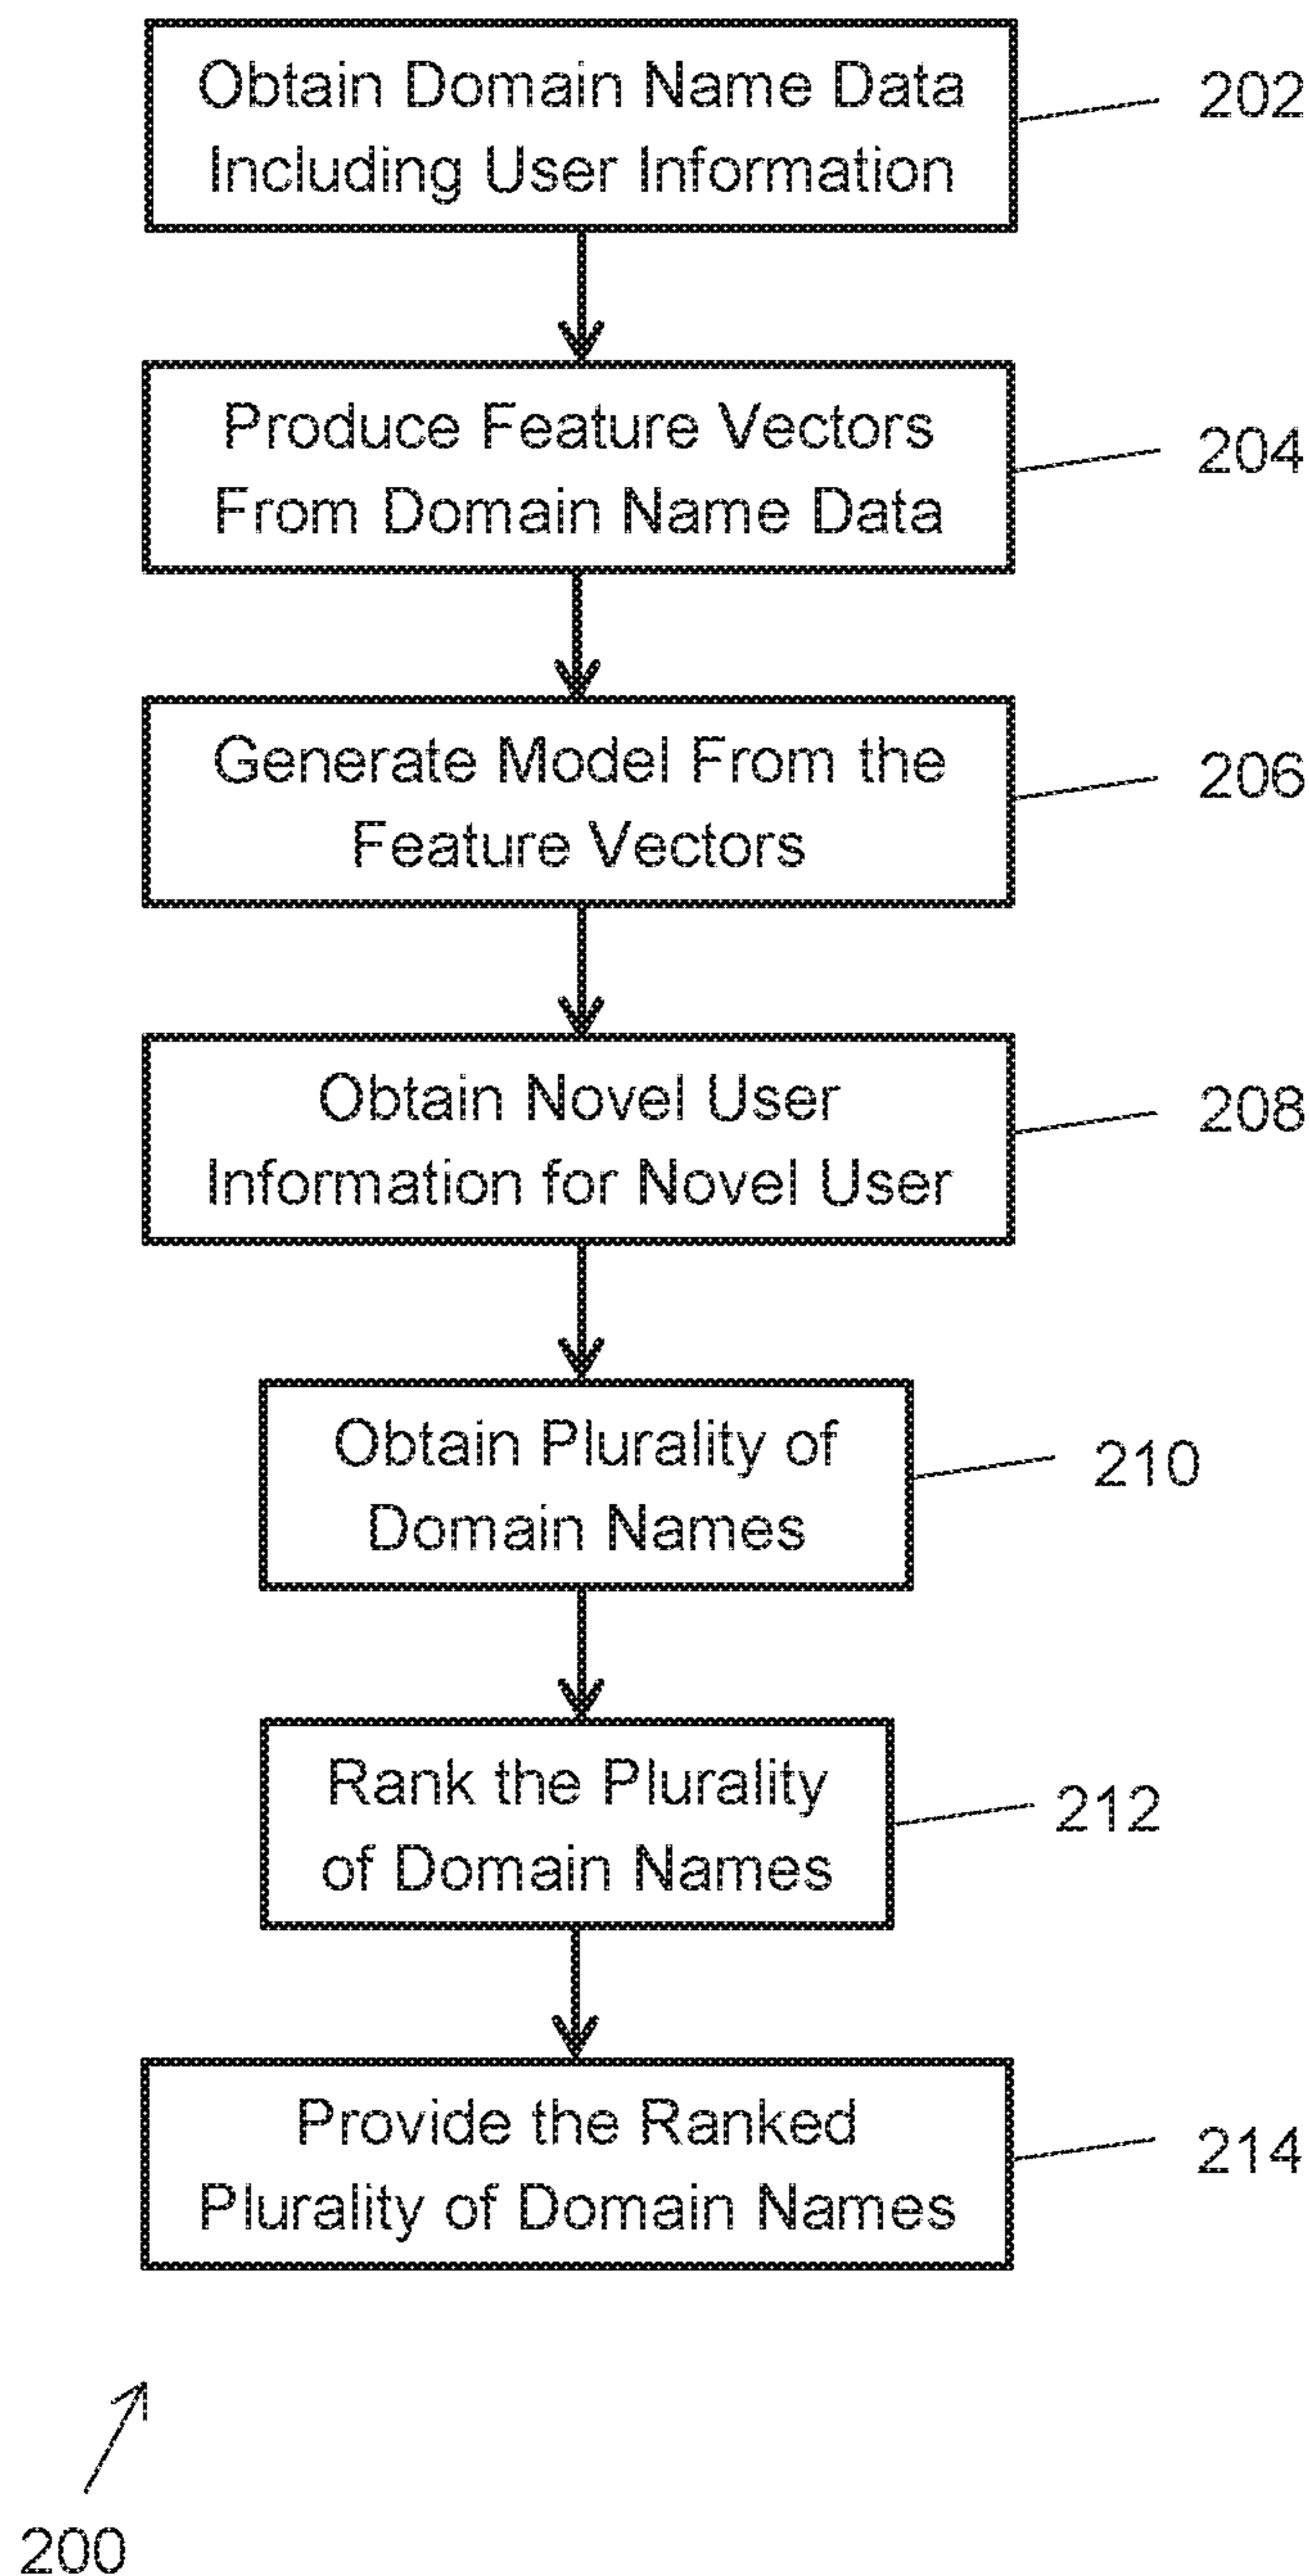 Obtain Domain Name Data
Including User Information
202
Produce Feature Vectors
From Domain Name Data
204
Generate Model From the
Feature Vectors
206
Obtain Novel User
Information for Novel User
208
Obtain Plurality of
Domain Names
210
Rank the Plurality
of Domain Names
212
Provide the Ranked
Plurality of Domain Names
214
200